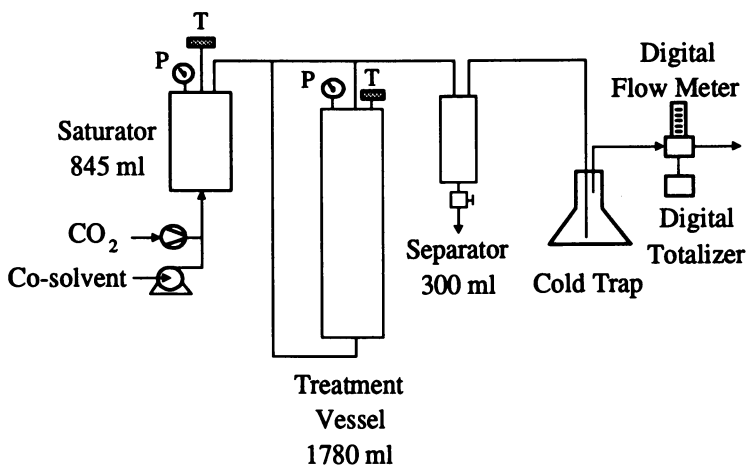 T
P
Saturator
845 ml
CO2
Co-solvent
P
T
Treatment
Vessel
1780 ml
Separator
300 ml
Cold Trap
Digital
Flow Meter
Digital
Totalizer